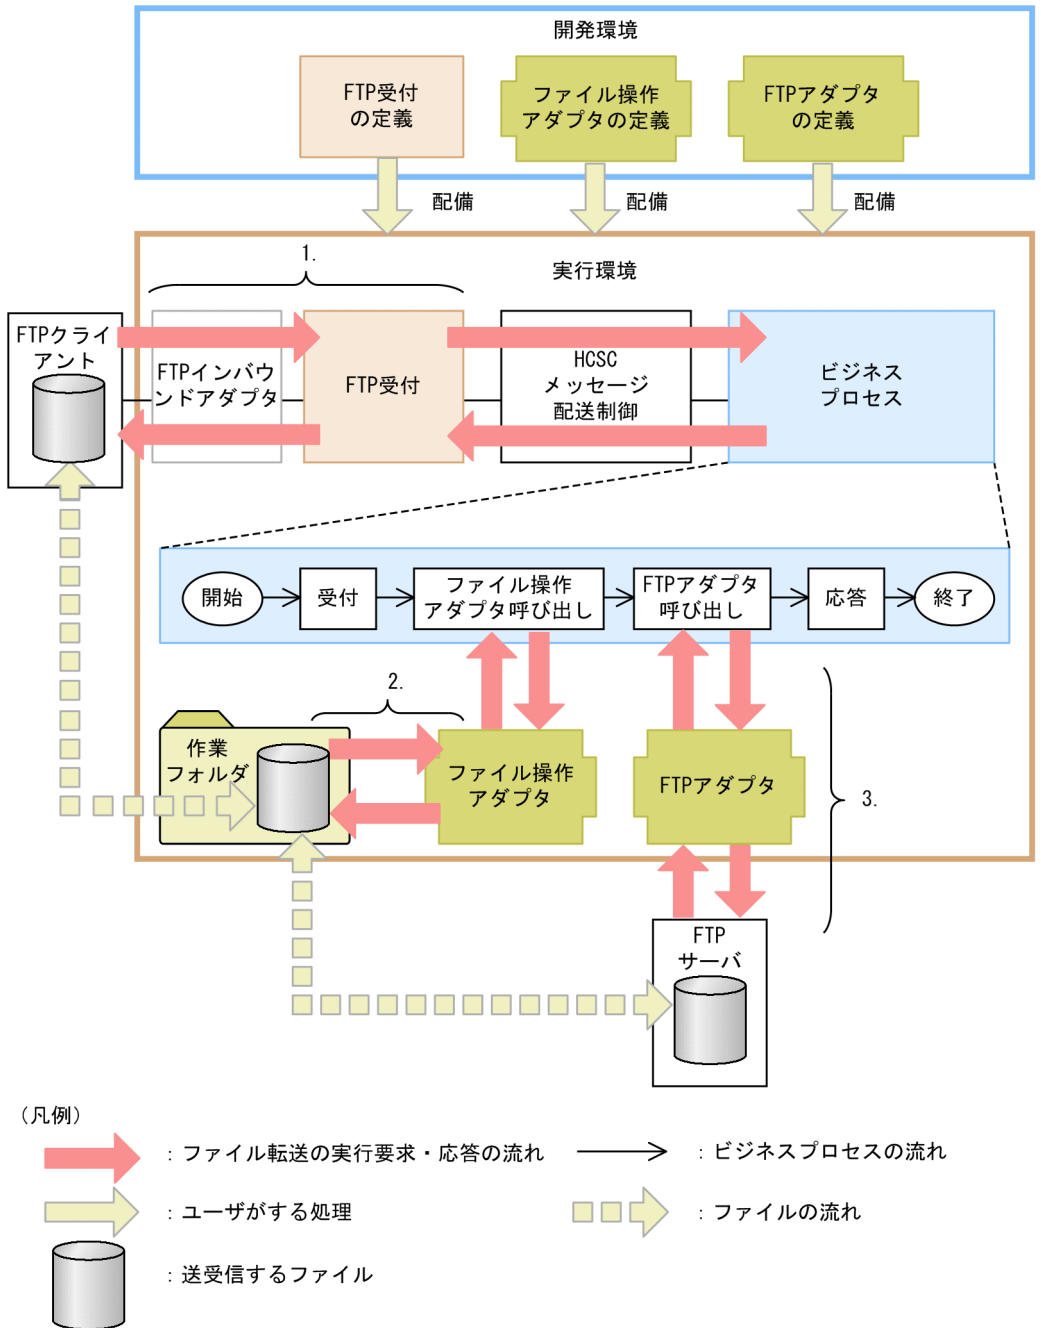 開発環境
FTP受付
の定義
ファイル操作
アダプタの定義
FTPアダプタ
の定義
配備
配備
配備
1.
実行環境
FTPクライ
アント
FTPインバウ
ンドアダプタ
FTP受付
HCSC
メッセージ
配送制御
ビジネス
プロセス
開始
受付
ファイル操作
アダプタ呼び出し
FTPアダプタ
呼び出し
応答
終了
2.
作業
フォルダ
ファイル操作
アダプタ
FTPアダプタ
3.
FTP
サーバ
(凡例)
：ファイル転送の実行要求・応答の流れ
：ビジネスプロセスの流れ
：ユーザがする処理
：ファイルの流れ
：送受信するファイル